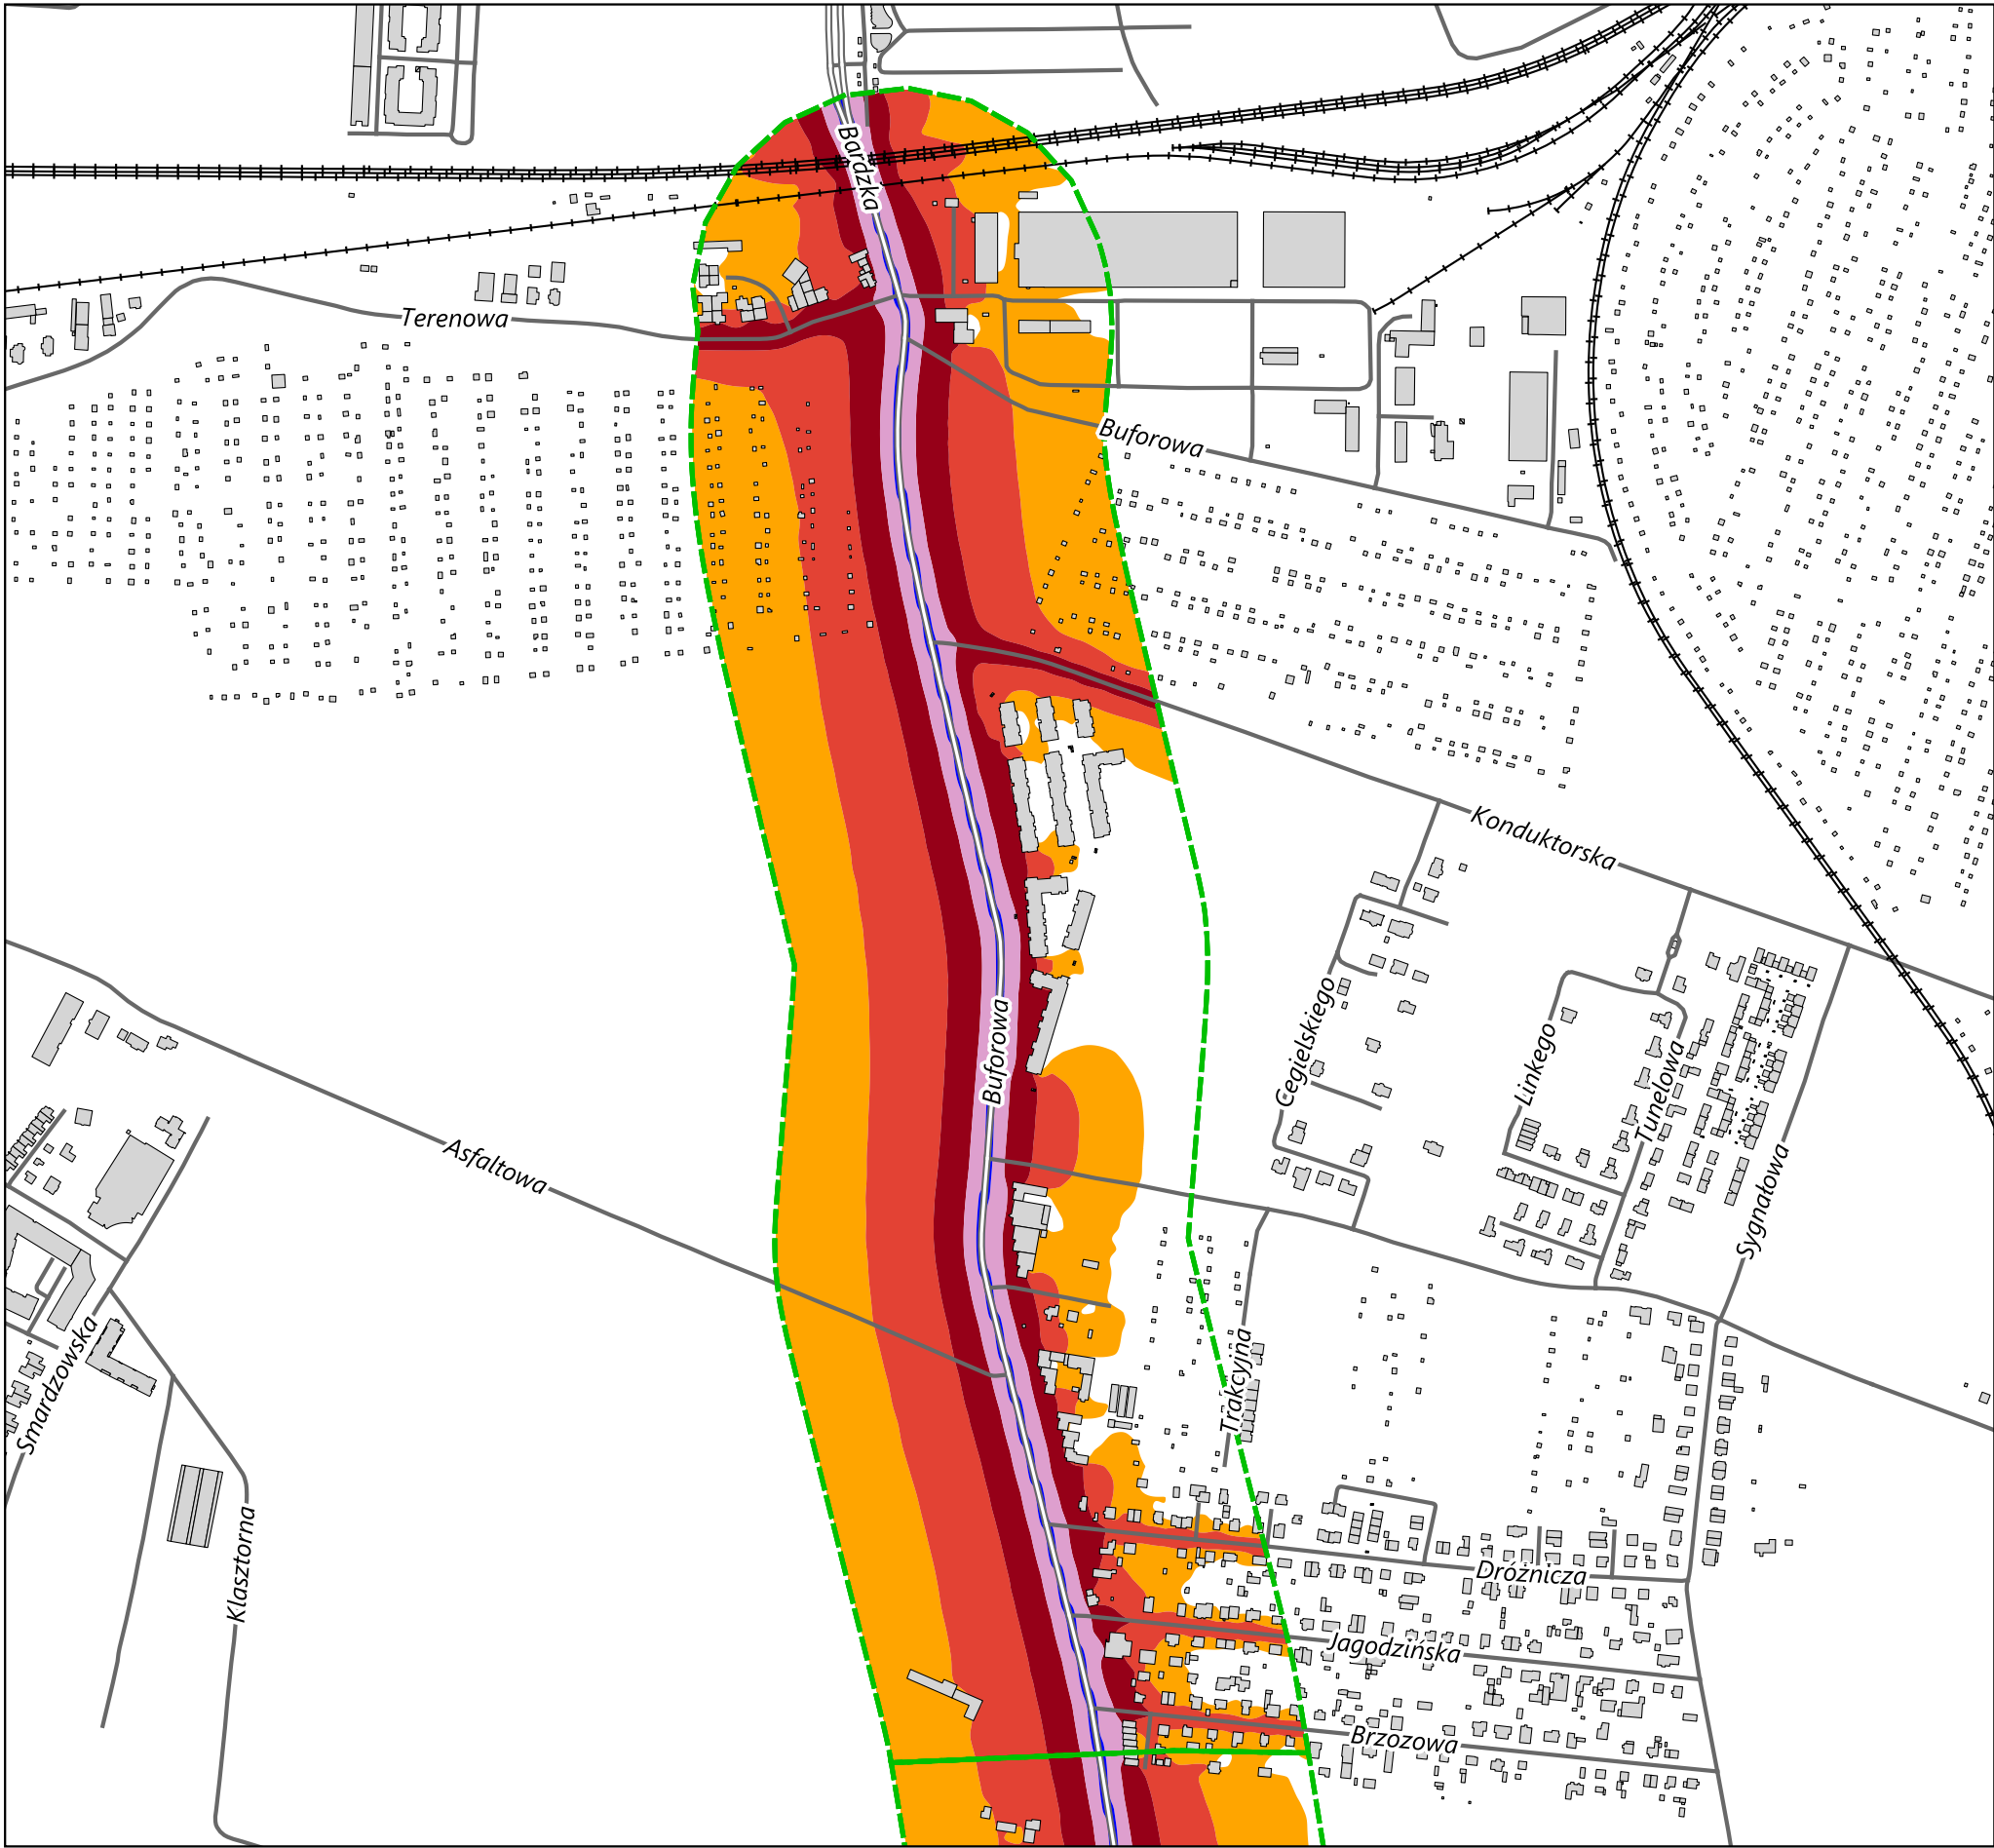 Bardzka
Terenowa
Buforowa
Konduktorska
Cegielskiego
Buforowa
Linkego
Tunelowa
Asfaltowa
Sygnałowa
Smardzowska
Trakcyjna
Klasztorna
Dróżnicza
Jagodzińska
Brzozowa